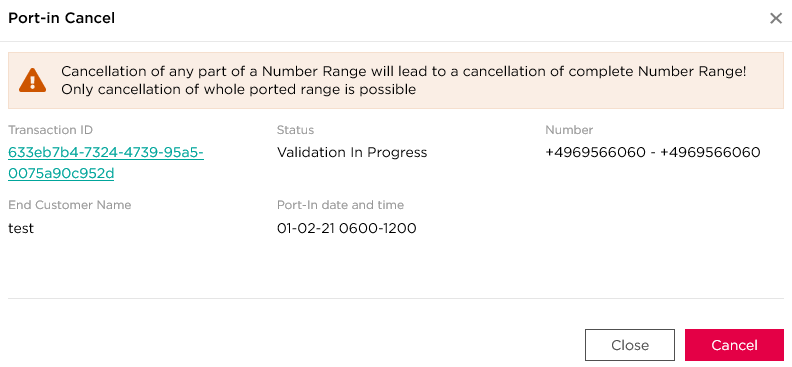 Port-in Cancel
Cancellation of any part of a Number Range will lead to a cancellation of complete Number Range!
Only cancellation of whole ported range is possible
Transaction ID
633eb7b4-7324-4739-95a5-
0075a90c952d
Status
Validation In Progress
Number
+4969566060 - +4969566060
End Customer Name
test
Port-In date and time
01-02-21 0600-1200
Close
Cancel